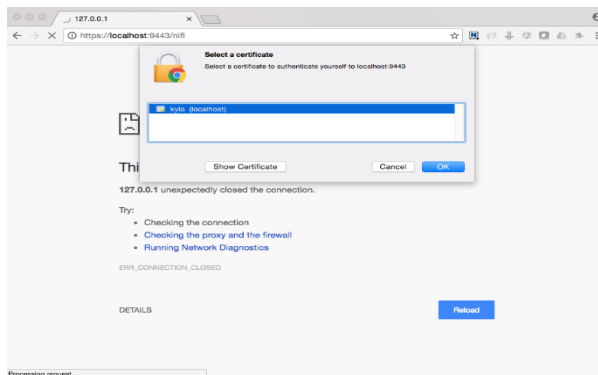 127.0.0.1
https://localhost:9443/nifi
Select a certificate
Select a certificate to authenticate yourself to localhost:9443
kylo (localhost)
Show Certificate
Cancel
OK
Thi
127.0.0.1 unexpectedly closed the connection.
Try:
• Checking the connection
• Checking the proxy and the firewall
• Running Network Diagnostics
ERR_CONNECTION_CLOSED
DETAILS
Reload
Processing request